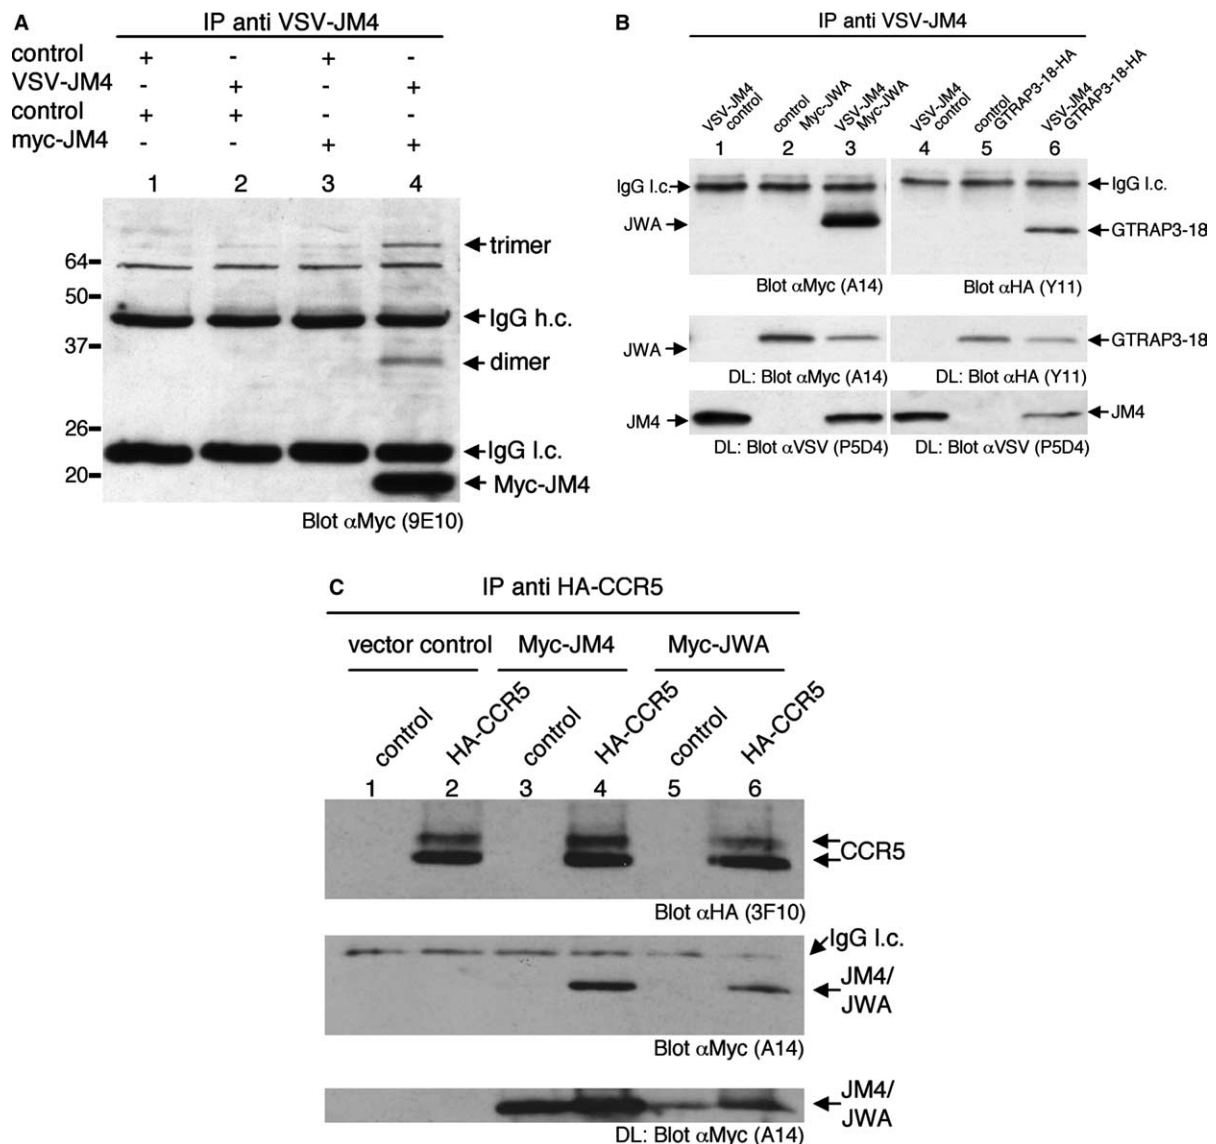 A
IP anti VSV-JM4
control + - + -
VSV-JM4 - + - +
control + + - -
myc-JM4 - - + +
1 2 3 4
64
50
37
26
20
trimer
IgG h.c.
dimer
IgG l.c.
Myc-JM4
Blot αMyc (9E10)
B
IP anti VSV-JM4
VSV-JM4 control
control Myc-JWA
VSV-JM4 Myc-JWA
VSV-JM4 control
control GTRAP3-18-HA
VSV-JM4 GTRAP3-18-HA
1 2 3 4 5 6
IgG l.c.
IgG l.c.
JWA
GTRAP3-18
Blot αMyc (A14)
Blot αHA (Y11)
JWA
GTRAP3-18
DL: Blot αMyc (A14)
DL: Blot αHA (Y11)
JM4
JM4
DL: Blot αVSV (P5D4)
DL: Blot αVSV (P5D4)
C
IP anti HA-CCR5
vector control Myc-JM4 Myc-JWA
control HA-CCR5 control HA-CCR5 control HA-CCR5
1 2 3 4 5 6
CCR5
Blot αHA (3F10)
IgG l.c.
JM4/
JWA
Blot αMyc (A14)
JM4/
JWA
DL: Blot αMyc (A14)